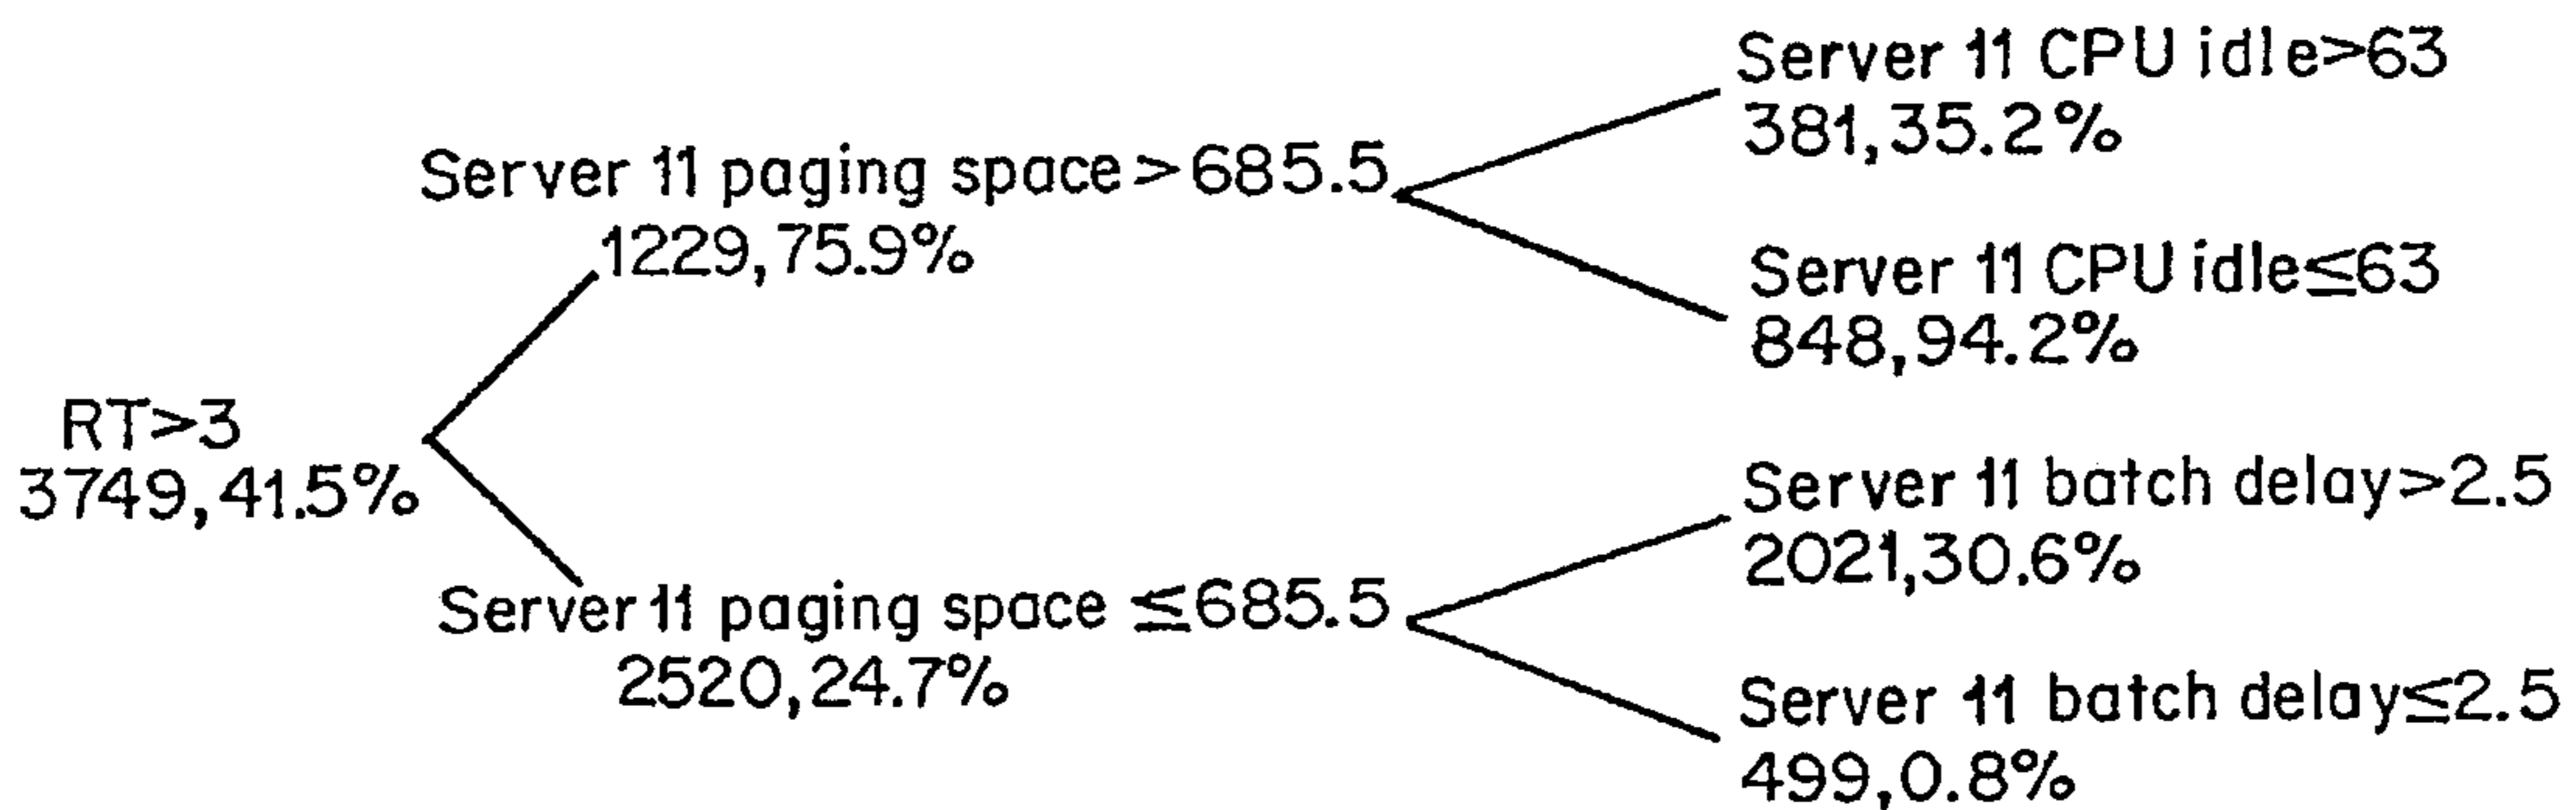 Server 11 CPU idle>63
381,35.2%
Server 11 paging space>685.5
1229,75.9%
Server 11 CPU idle≤63
848,94.2%
RT>3
3749,41.5%
Server 11 batch delay>2.5
2021,30.6%
Server 11 paging space ≤685.5
2520,24.7%
Server 11 batch delay≤2.5
499,0.8%